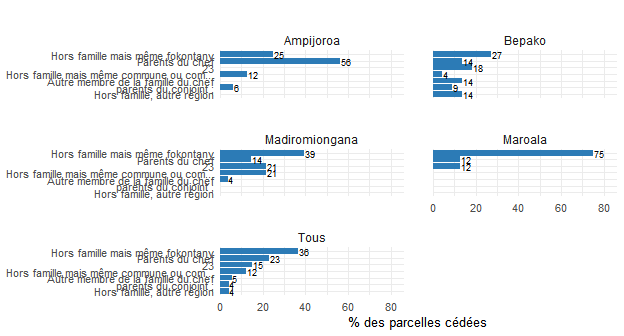 Ampijoroa
Bepako
Hors famille mais même fokontany
Parents du chef
23
Hors famille mais même commune ou com...
Autre membre de la famille du chef
parents du conjoint
Hors famille, autre région
25
56
12
6
27
14
18
4
14
9
14
Madiromiongana
Maroala
Hors famille mais même fokontany
Parents du chef
23
Hors famille mais même commune ou com...
Autre membre de la famille du chef
parents du conjoint
Hors famille, autre région
39
14
21
21
4
75
12
12
0 20 40 60 80
Tous
Hors famille mais même fokontany
Parents du chef
23
Hors famille mais même commune ou com...
Autre membre de la famille du chef
parents du conjoint
Hors famille, autre région
36
23
15
12
5
4
4
0 20 40 60 80
% des parcelles cédées